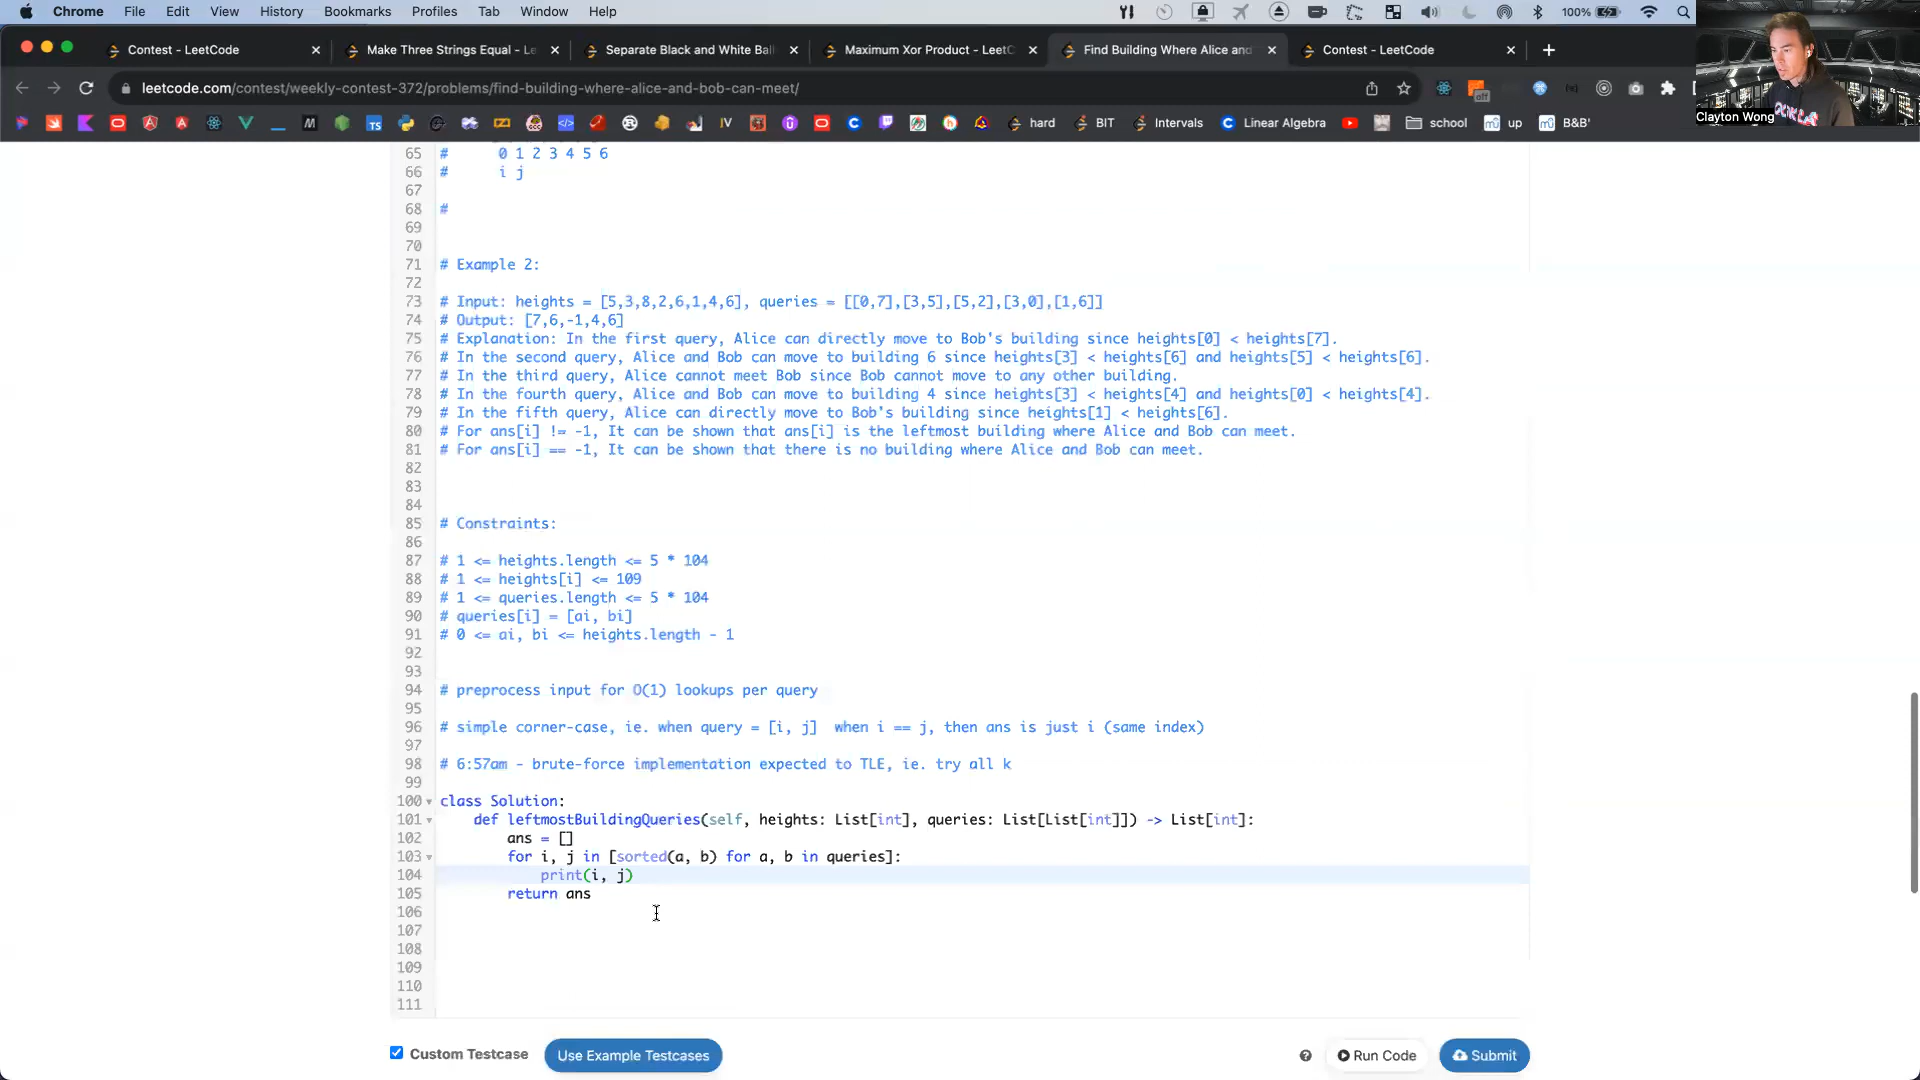 Chrome File Edit View History Bookmarks Profiles Tab Window Help 100%
Contest - LeetCode
Make Three Strings Equal - Le
Separate Black and White Ball
Maximum Xor Product - LeetC
Find Building Where Alice and
Contest - LeetCode
leetcode.com/contest/weekly-contest-372/problems/find-building-where-alice-and-bob-can-meet/
off
Clayton Wong
TS IV hard BIT Intervals Linear Algebra school up B&B'
65 # 0 1 2 3 4 5 6
66 # i j
67
68 #
69
70
71 # Example 2:
72
73 # Input: heights = [5,3,8,2,6,1,4,6], queries = [[0,7],[3,5],[5,2],[3,0],[1,6]]
74 # Output: [7,6,-1,4,6]
75 # Explanation: In the first query, Alice can directly move to Bob's building since heights[0] < heights[7].
76 # In the second query, Alice and Bob can move to building 6 since heights[3] < heights[6] and heights[5] < heights[6].
77 # In the third query, Alice cannot meet Bob since Bob cannot move to any other building.
78 # In the fourth query, Alice and Bob can move to building 4 since heights[3] < heights[4] and heights[0] < heights[4].
79 # In the fifth query, Alice can directly move to Bob's building since heights[1] < heights[6].
80 # For ans[i] != -1, It can be shown that ans[i] is the leftmost building where Alice and Bob can meet.
81 # For ans[i] == -1, It can be shown that there is no building where Alice and Bob can meet.
82
83
84
85 # Constraints:
86
87 # 1 <= heights.length <= 5 * 104
88 # 1 <= heights[i] <= 109
89 # 1 <= queries.length <= 5 * 104
90 # queries[i] = [ai, bi]
91 # 0 <= ai, bi <= heights.length - 1
92
93
94 # preprocess input for O(1) lookups per query
95
96 # simple corner-case, ie. when query = [i, j] when i == j, then ans is just i (same index)
97
98 # 6:57am - brute-force implementation expected to TLE, ie. try all k
99
100 class Solution:
101 def leftmostBuildingQueries(self, heights: List[int], queries: List[List[int]]) -> List[int]:
102 ans = []
103 for i, j in [sorted(a, b) for a, b in queries]:
104 print(i, j)
105 return ans
106
107
108
109
110
111
Custom Testcase Use Example Testcases Run Code Submit